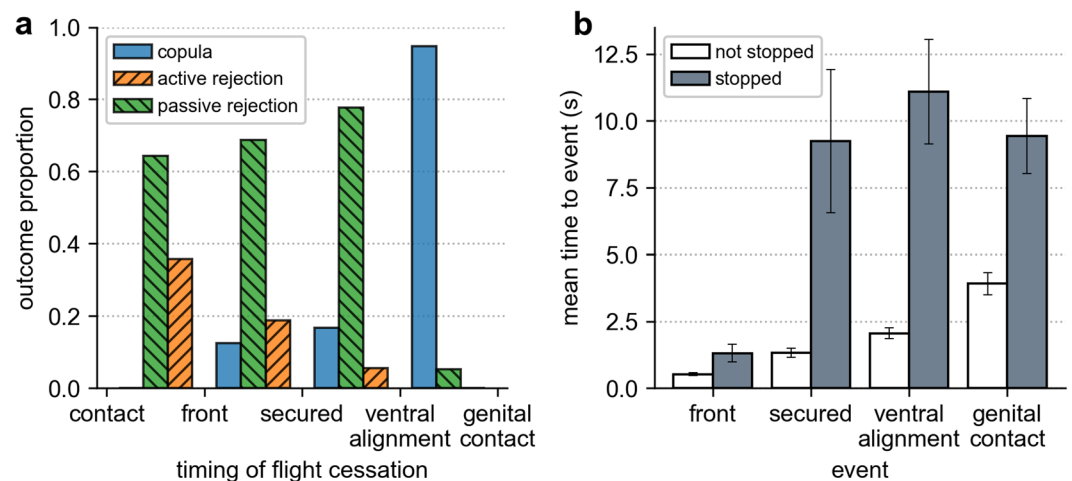 a
1.0
0.8
0.6
0.4
0.2
0.0
outcome proportion
copula
active rejection
passive rejection
contact
front
secured
ventral
alignment
genital
contact
timing of flight cessation
b
12.5
10.0
7.5
5.0
2.5
0.0
mean time to event (s)
not stopped
stopped
front
secured
ventral
alignment
genital
contact
event